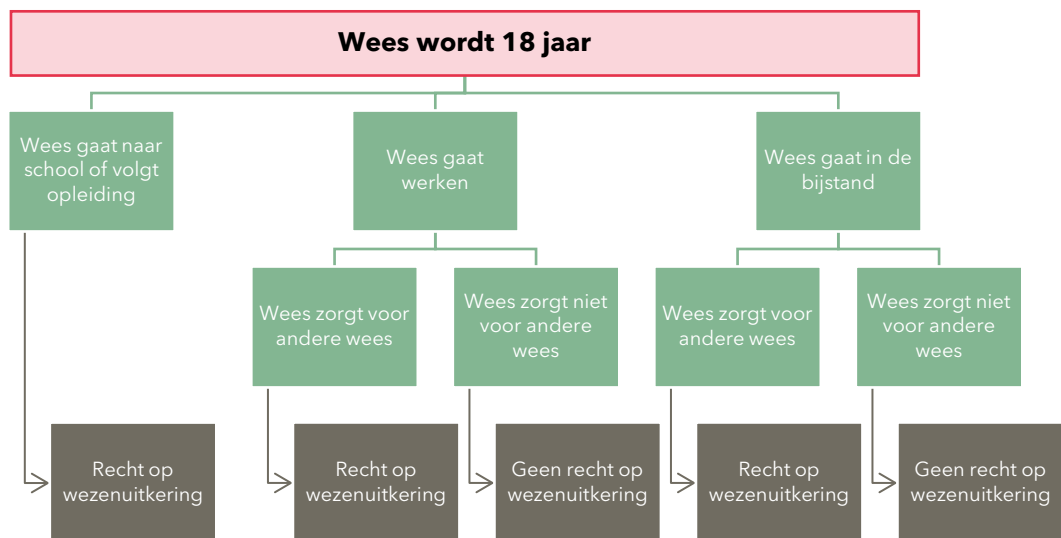 Wees wordt 18 jaar
Wees gaat naar
school of volgt
opleiding
Wees gaat
werken
Wees gaat in de
bijstand
Wees zorgt voor
andere wees
Wees zorgt niet
voor andere
wees
Wees zorgt voor
andere wees
Wees zorgt niet
voor andere
wees
Recht op
wezenuitkering
Recht op
wezenuitkering
Geen recht op
wezenuitkering
Recht op
wezenuitkering
Geen recht op
wezenuitkering